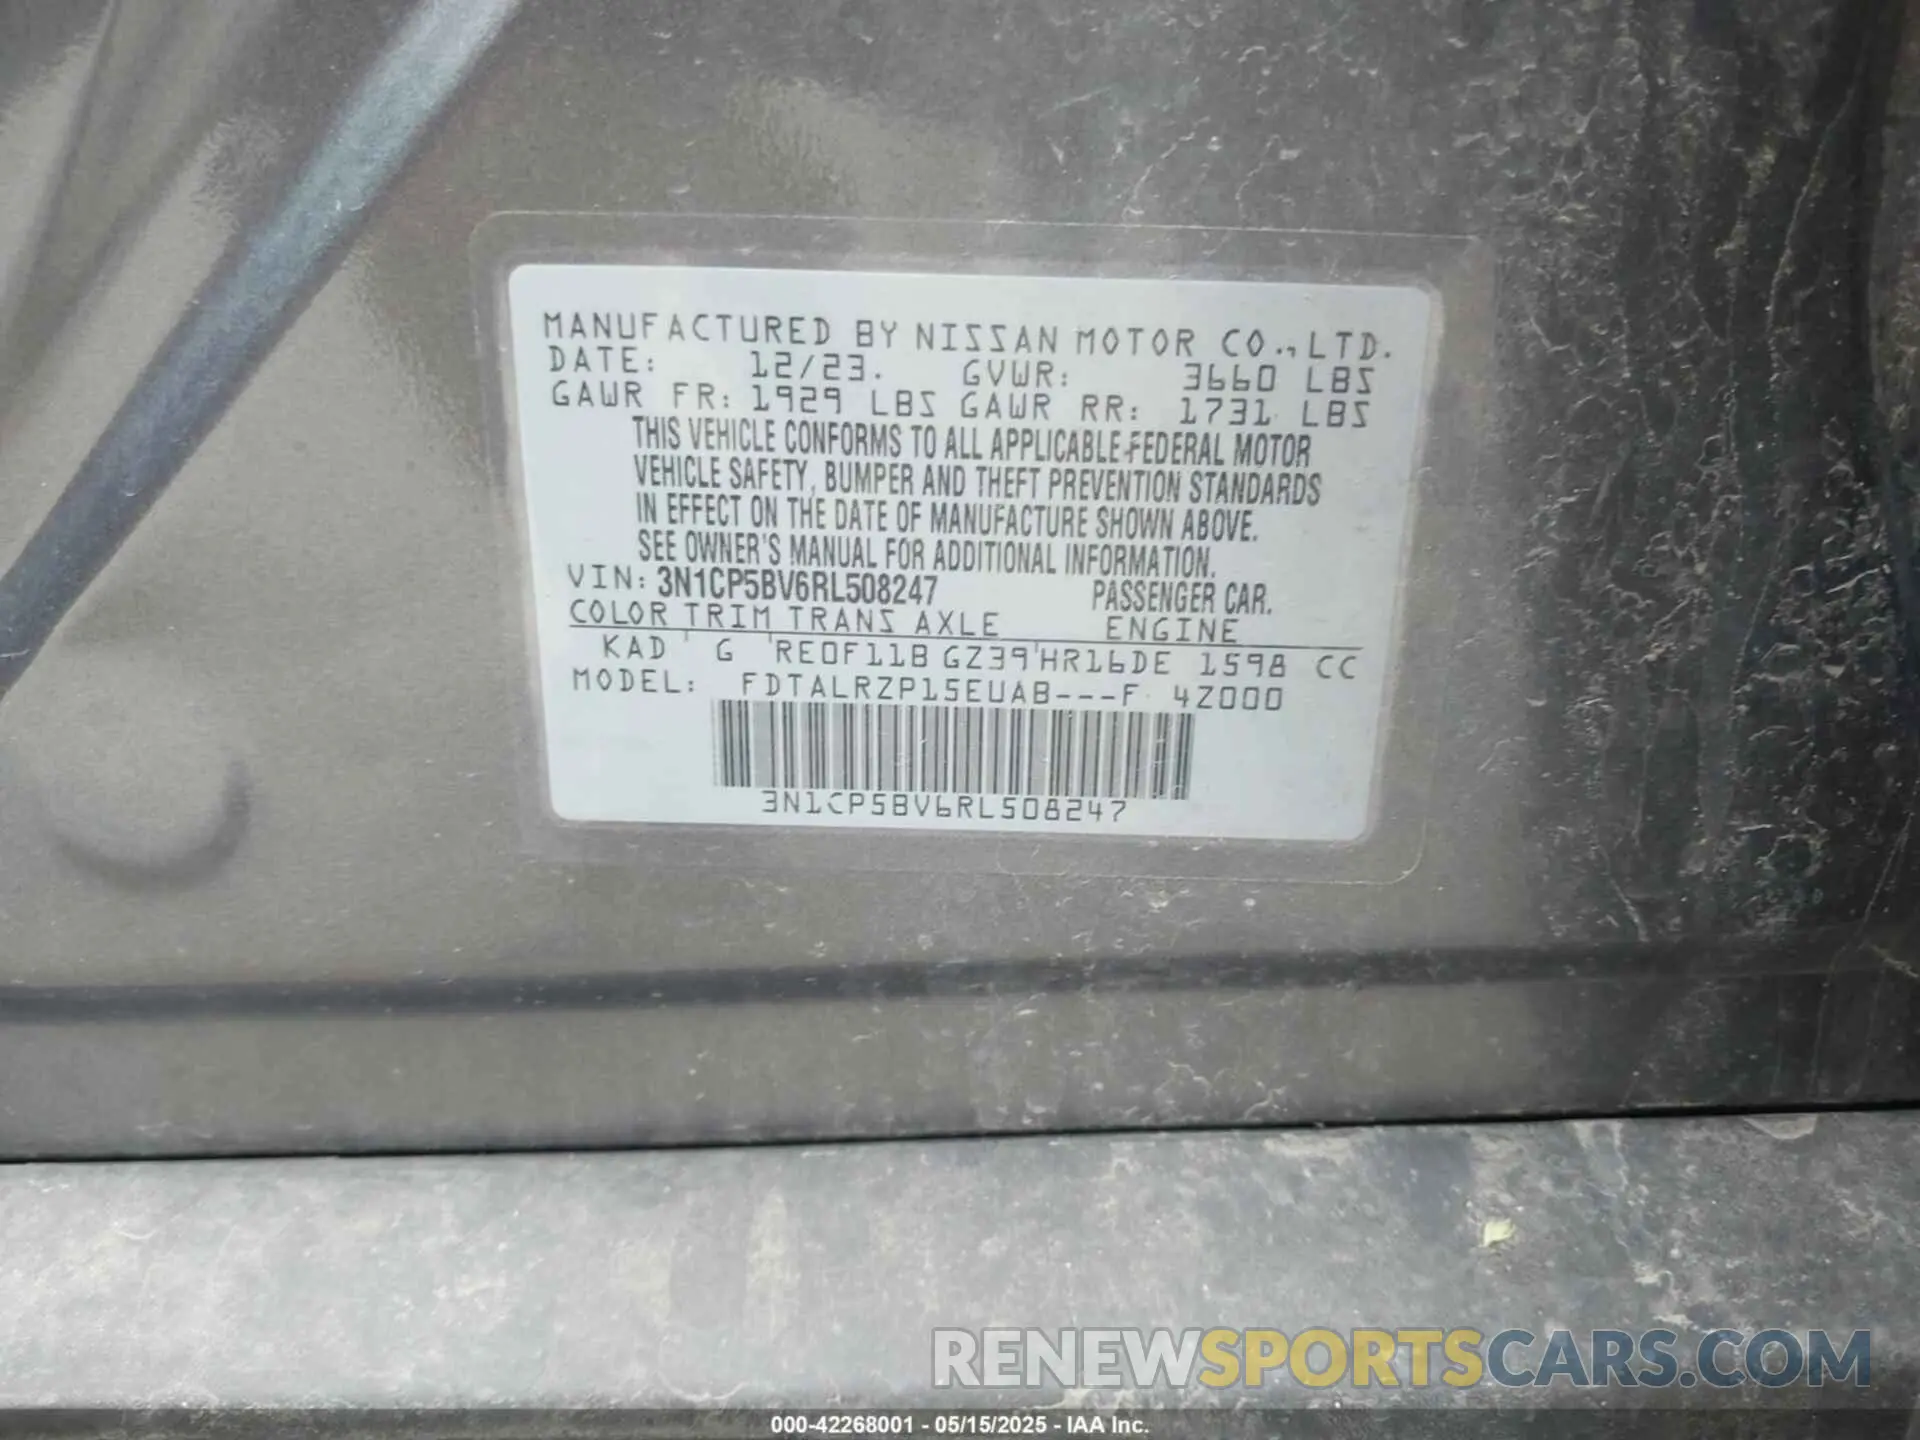 MANUFACTURED BY NISSAN MOTOR CO., LTD.
DATE: 12/23. GVWR: 3660 LBS
GAWR FR: 1929 LBS GAWR RR: 1731 LBS
THIS VEHICLE CONFORMS TO ALL APPLICABLE FEDERAL MOTOR
VEHICLE SAFETY, BUMPER AND THEFT PREVENTION STANDARDS
IN EFFECT ON THE DATE OF MANUFACTURE SHOWN ABOVE.
SEE OWNER'S MANUAL FOR ADDITIONAL INFORMATION.
VIN: 3N1CP5BV6RL508247 PASSENGER CAR.
COLOR TRIM TRANS AXLE ENGINE
KAD G RE0F11B GZ39 HR16DE 1598 CC
MODEL: FDTALRZP15EUAB---F 4Z000
3N1CP5BV6RL508247
RENEWSPORTSCARS.COM
000-42268001 - 05/15/2025 - IAA Inc.